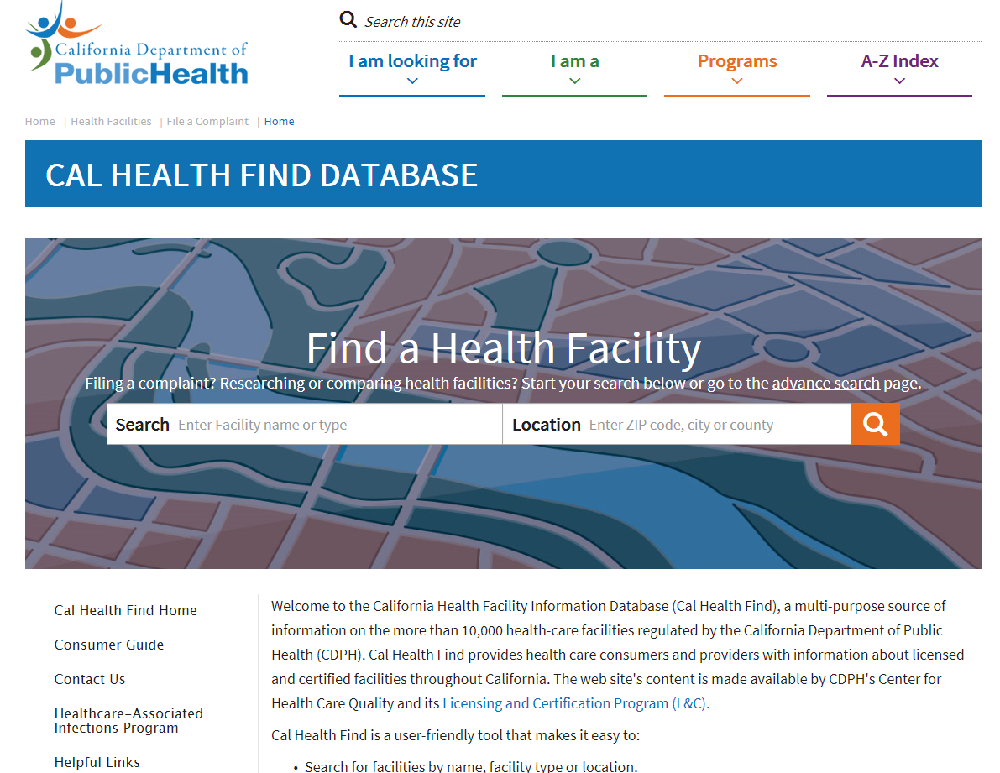 California Department of
PublicHealth
Search this site
I am looking for
I am a
Programs
A-Z Index
Home | Health Facilities | File a Complaint | Home
CAL HEALTH FIND DATABASE
Find a Health Facility
Filing a complaint? Researching or comparing health facilities? Start your search below or go to the advance search page.
Search Enter Facility name or type
Location Enter ZIP code, city or county
Cal Health Find Home
Consumer Guide
Contact Us
Healthcare-Associated
Infections Program
Helpful Links
Welcome to the California Health Facility Information Database (Cal Health Find), a multi-purpose source of
information on the more than 10,000 health-care facilities regulated by the California Department of Public
Health (CDPH). Cal Health Find provides health care consumers and providers with information about licensed
and certified facilities throughout California. The web site's content is made available by CDPH's Center for
Health Care Quality and its Licensing and Certification Program (L&C).
Cal Health Find is a user-friendly tool that makes it easy to:
• Search for facilities by name, facility type or location.